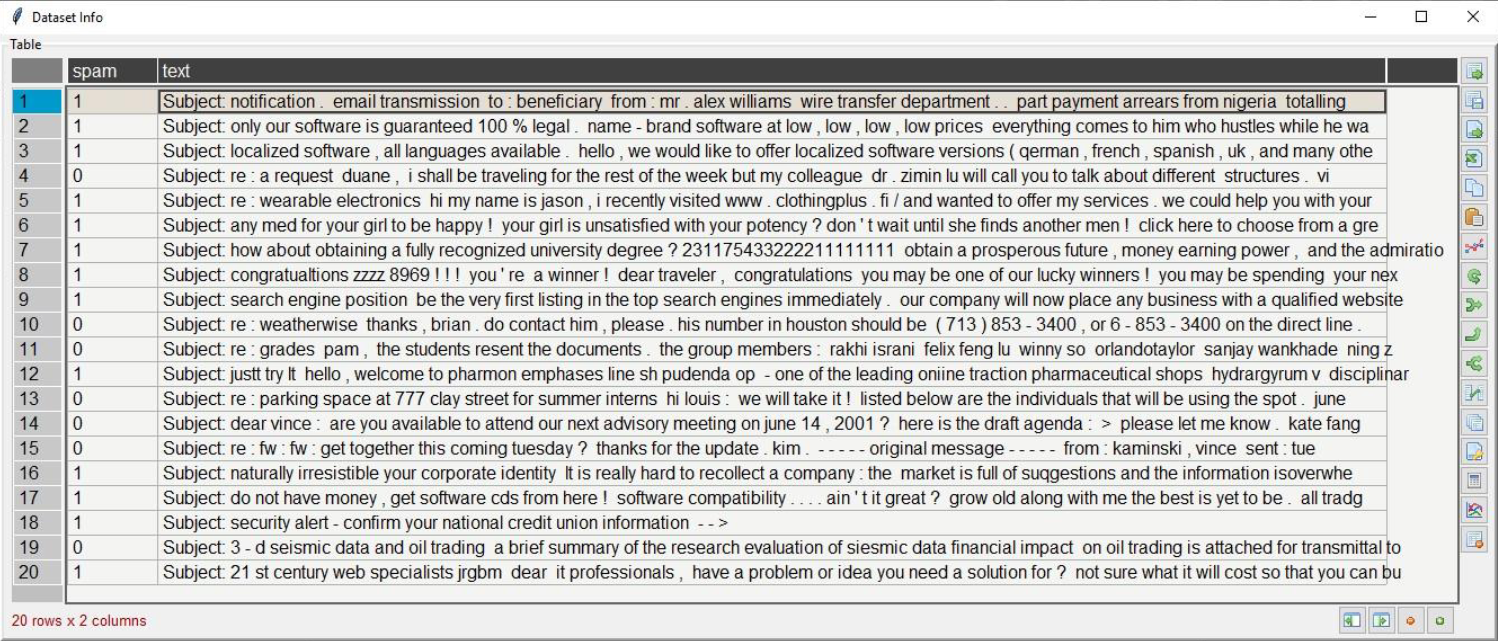 Dataset Info
Table
spam text
1 1 Subject: notification . email transmission to : beneficiary from : mr . alex williams wire transfer department . . part payment arrears from nigeria totalling
2 1 Subject: only our software is guaranteed 100 % legal . name - brand software at low , low , low , low prices everything comes to him who hustles while he wa
3 1 Subject: localized software , all languages available . hello , we would like to offer localized software versions ( qerman , french , spanish , uk , and many othe
4 0 Subject: re : a request duane , i shall be traveling for the rest of the week but my colleague dr . zimin lu will call you to talk about different structures . vi
5 1 Subject: re : wearable electronics hi my name is jason , i recently visited www . clothingplus . fi / and wanted to offer my services . we could help you with your
6 1 Subject: any med for your girl to be happy ! your girl is unsatisfied with your potency ? don ' t wait until she finds another men ! click here to choose from a gre
7 1 Subject: how about obtaining a fully recognized university degree ? 231175433222211111111 obtain a prosperous future , money earning power , and the admiratio
8 1 Subject: congratualtions zzzz 8969 ! ! ! you ' re a winner ! dear traveler , congratulations you may be one of our lucky winners ! you may be spending your nex
9 1 Subject: search engine position be the very first listing in the top search engines immediately . our company will now place any business with a qualified website
10 0 Subject: re : weatherwise thanks , brian . do contact him , please . his number in houston should be ( 713 ) 853 - 3400 , or 6 - 853 - 3400 on the direct line .
11 0 Subject: re : grades pam , the students resent the documents . the group members : rakhi israni felix feng lu winny so orlandotaylor sanjay wankhade ning z
12 1 Subject: justt try lt hello , welcome to pharmon emphases line sh pudenda op - one of the leading oniine traction pharmaceutical shops hydrargyrum v disciplinar
13 0 Subject: re : parking space at 777 clay street for summer interns hi louis : we will take it ! listed below are the individuals that will be using the spot . june
14 0 Subject: dear vince : are you available to attend our next advisory meeting on june 14 , 2001 ? here is the draft agenda : > please let me know . kate fang
15 0 Subject: re : fw : fw : get together this coming tuesday ? thanks for the update . kim . - - - - - original message - - - - - from : kaminski , vince sent : tue
16 1 Subject: naturally irresistible your corporate identity lt is really hard to recollect a company : the market is full of suqgestions and the information isoverwhe
17 1 Subject: do not have money , get software cds from here ! software compatibility . . . . ain ' t it great ? grow old along with me the best is yet to be . all tradg
18 1 Subject: security alert - confirm your national credit union information - - >
19 0 Subject: 3 - d seismic data and oil trading a brief summary of the research evaluation of siesmic data financial impact on oil trading is attached for transmittal to
20 1 Subject: 21 st century web specialists jrgbm dear it professionals , have a problem or idea you need a solution for ? not sure what it will cost so that you can bu
20 rows x 2 columns